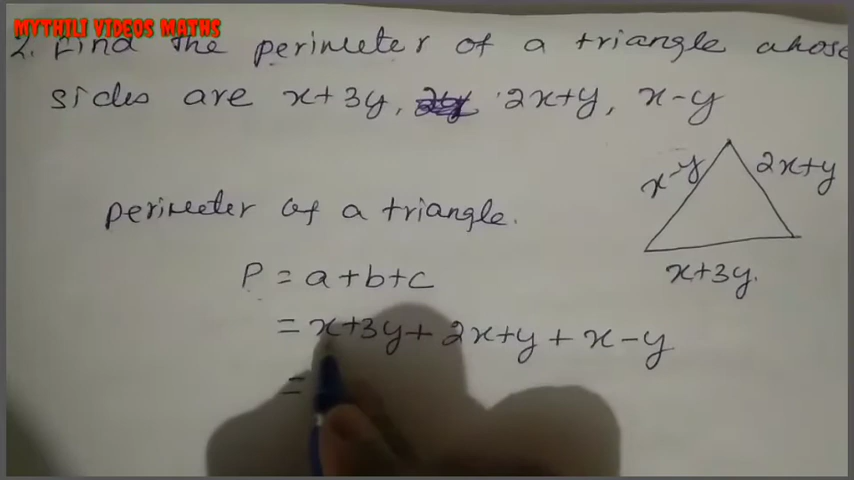 MYTHILI VIDEOS MATHS
2. Find the perimeter of a triangle whose
sides are x+3y, 2x+y, x-y
x-y
2x+y
x+3y.
perimeter of a triangle.
P = a+b+c
= x+3y+2x+y+x-y
=